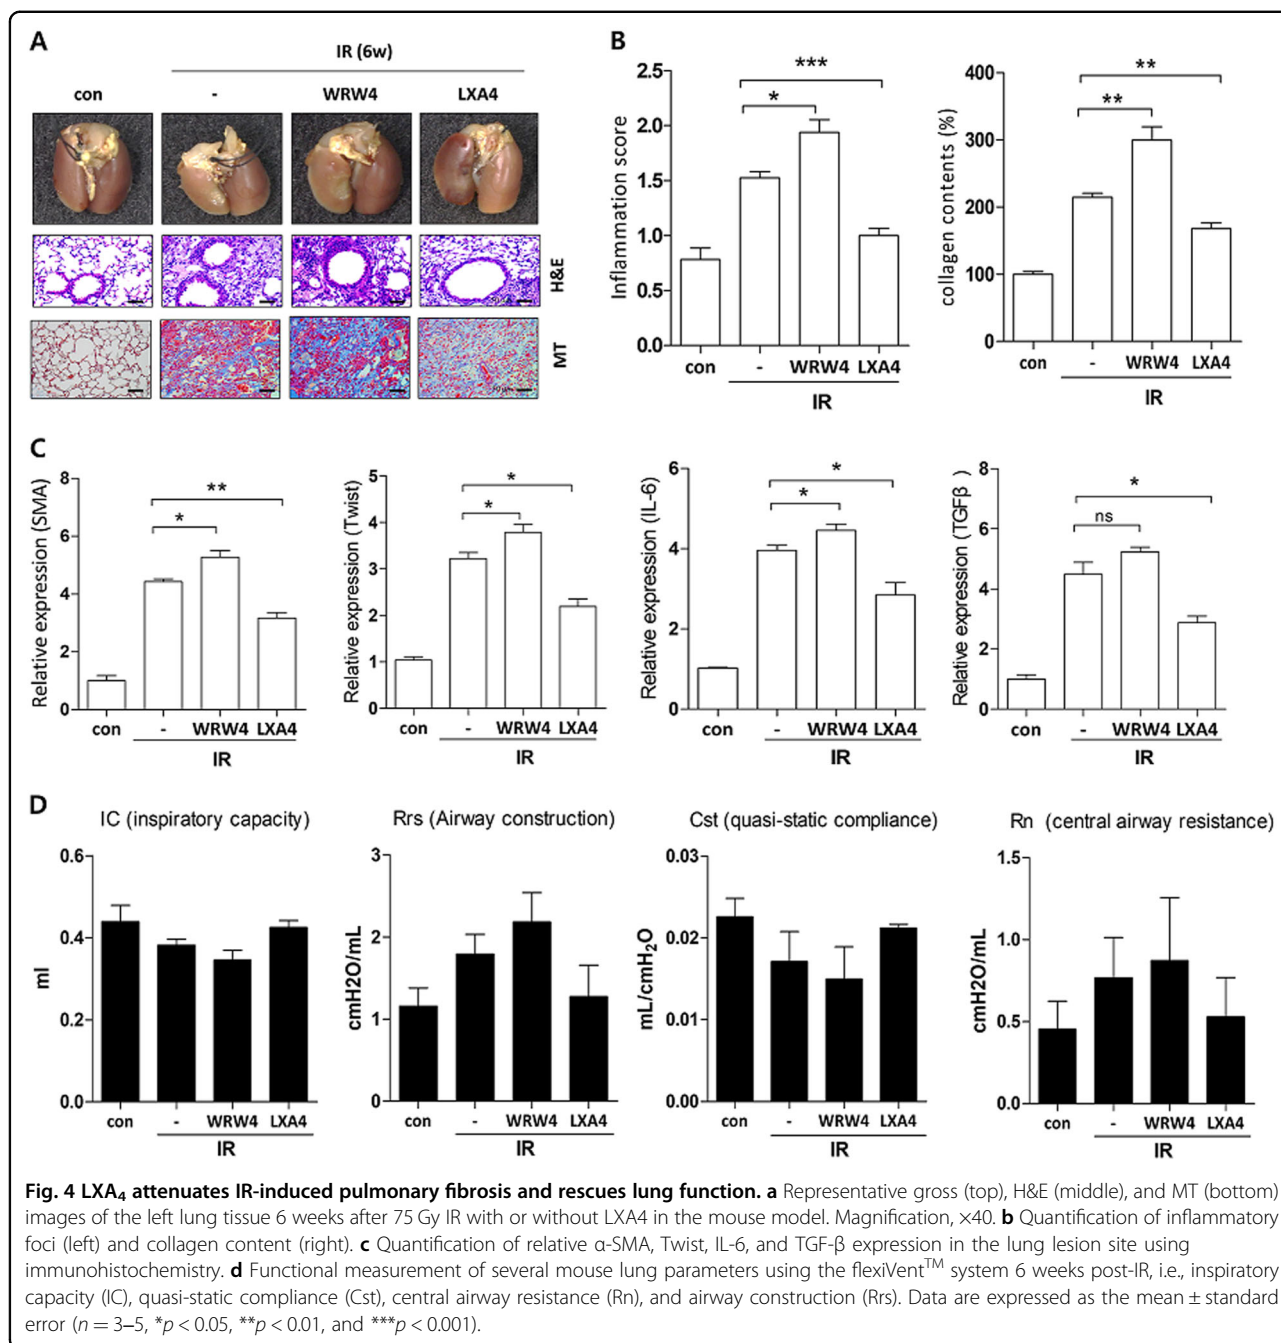 A
IR (6w)
con
-
WRW4
LXA4
H&E
MT
B
Inflammation score
2.5
2.0
1.5
1.0
0.5
0.0
***
*
con
-
WRW4
LXA4
IR
collagen contents (%)
400
350
300
250
200
150
100
50
0
**
**
con
-
WRW4
LXA4
IR
C
Relative expression (SMA)
8
6
4
2
0
**
*
con
-
WRW4
LXA4
IR
Relative expression (Twist)
5
4
3
2
1
0
*
*
con
-
WRW4
LXA4
IR
Relative expression (IL-6)
6
4
2
0
*
*
con
-
WRW4
LXA4
IR
Relative expression (TGFβ)
8
6
4
2
0
*
ns
con
-
WRW4
LXA4
IR
D
IC (inspiratory capacity)
ml
0.6
0.4
0.2
0.0
con
-
WRW4
LXA4
IR
Rrs (Airway construction)
cmH2O/mL
3
2
1
0
con
-
WRW4
LXA4
IR
Cst (quasi-static compliance)
mL/cmH₂O
0.03
0.02
0.01
0.00
con
-
WRW4
LXA4
IR
Rn (central airway resistance)
cmH2O/mL
1.5
1.0
0.5
0.0
con
-
WRW4
LXA4
IR
Fig. 4 LXA₄ attenuates IR-induced pulmonary fibrosis and rescues lung function. a Representative gross (top), H&E (middle), and MT (bottom)
images of the left lung tissue 6 weeks after 75 Gy IR with or without LXA4 in the mouse model. Magnification, ×40. b Quantification of inflammatory
foci (left) and collagen content (right). c Quantification of relative α-SMA, Twist, IL-6, and TGF-β expression in the lung lesion site using
immunohistochemistry. d Functional measurement of several mouse lung parameters using the flexiVent™ system 6 weeks post-IR, i.e., inspiratory
capacity (IC), quasi-static compliance (Cst), central airway resistance (Rn), and airway construction (Rrs). Data are expressed as the mean ± standard
error (n = 3–5, *p < 0.05, **p < 0.01, and ***p < 0.001).